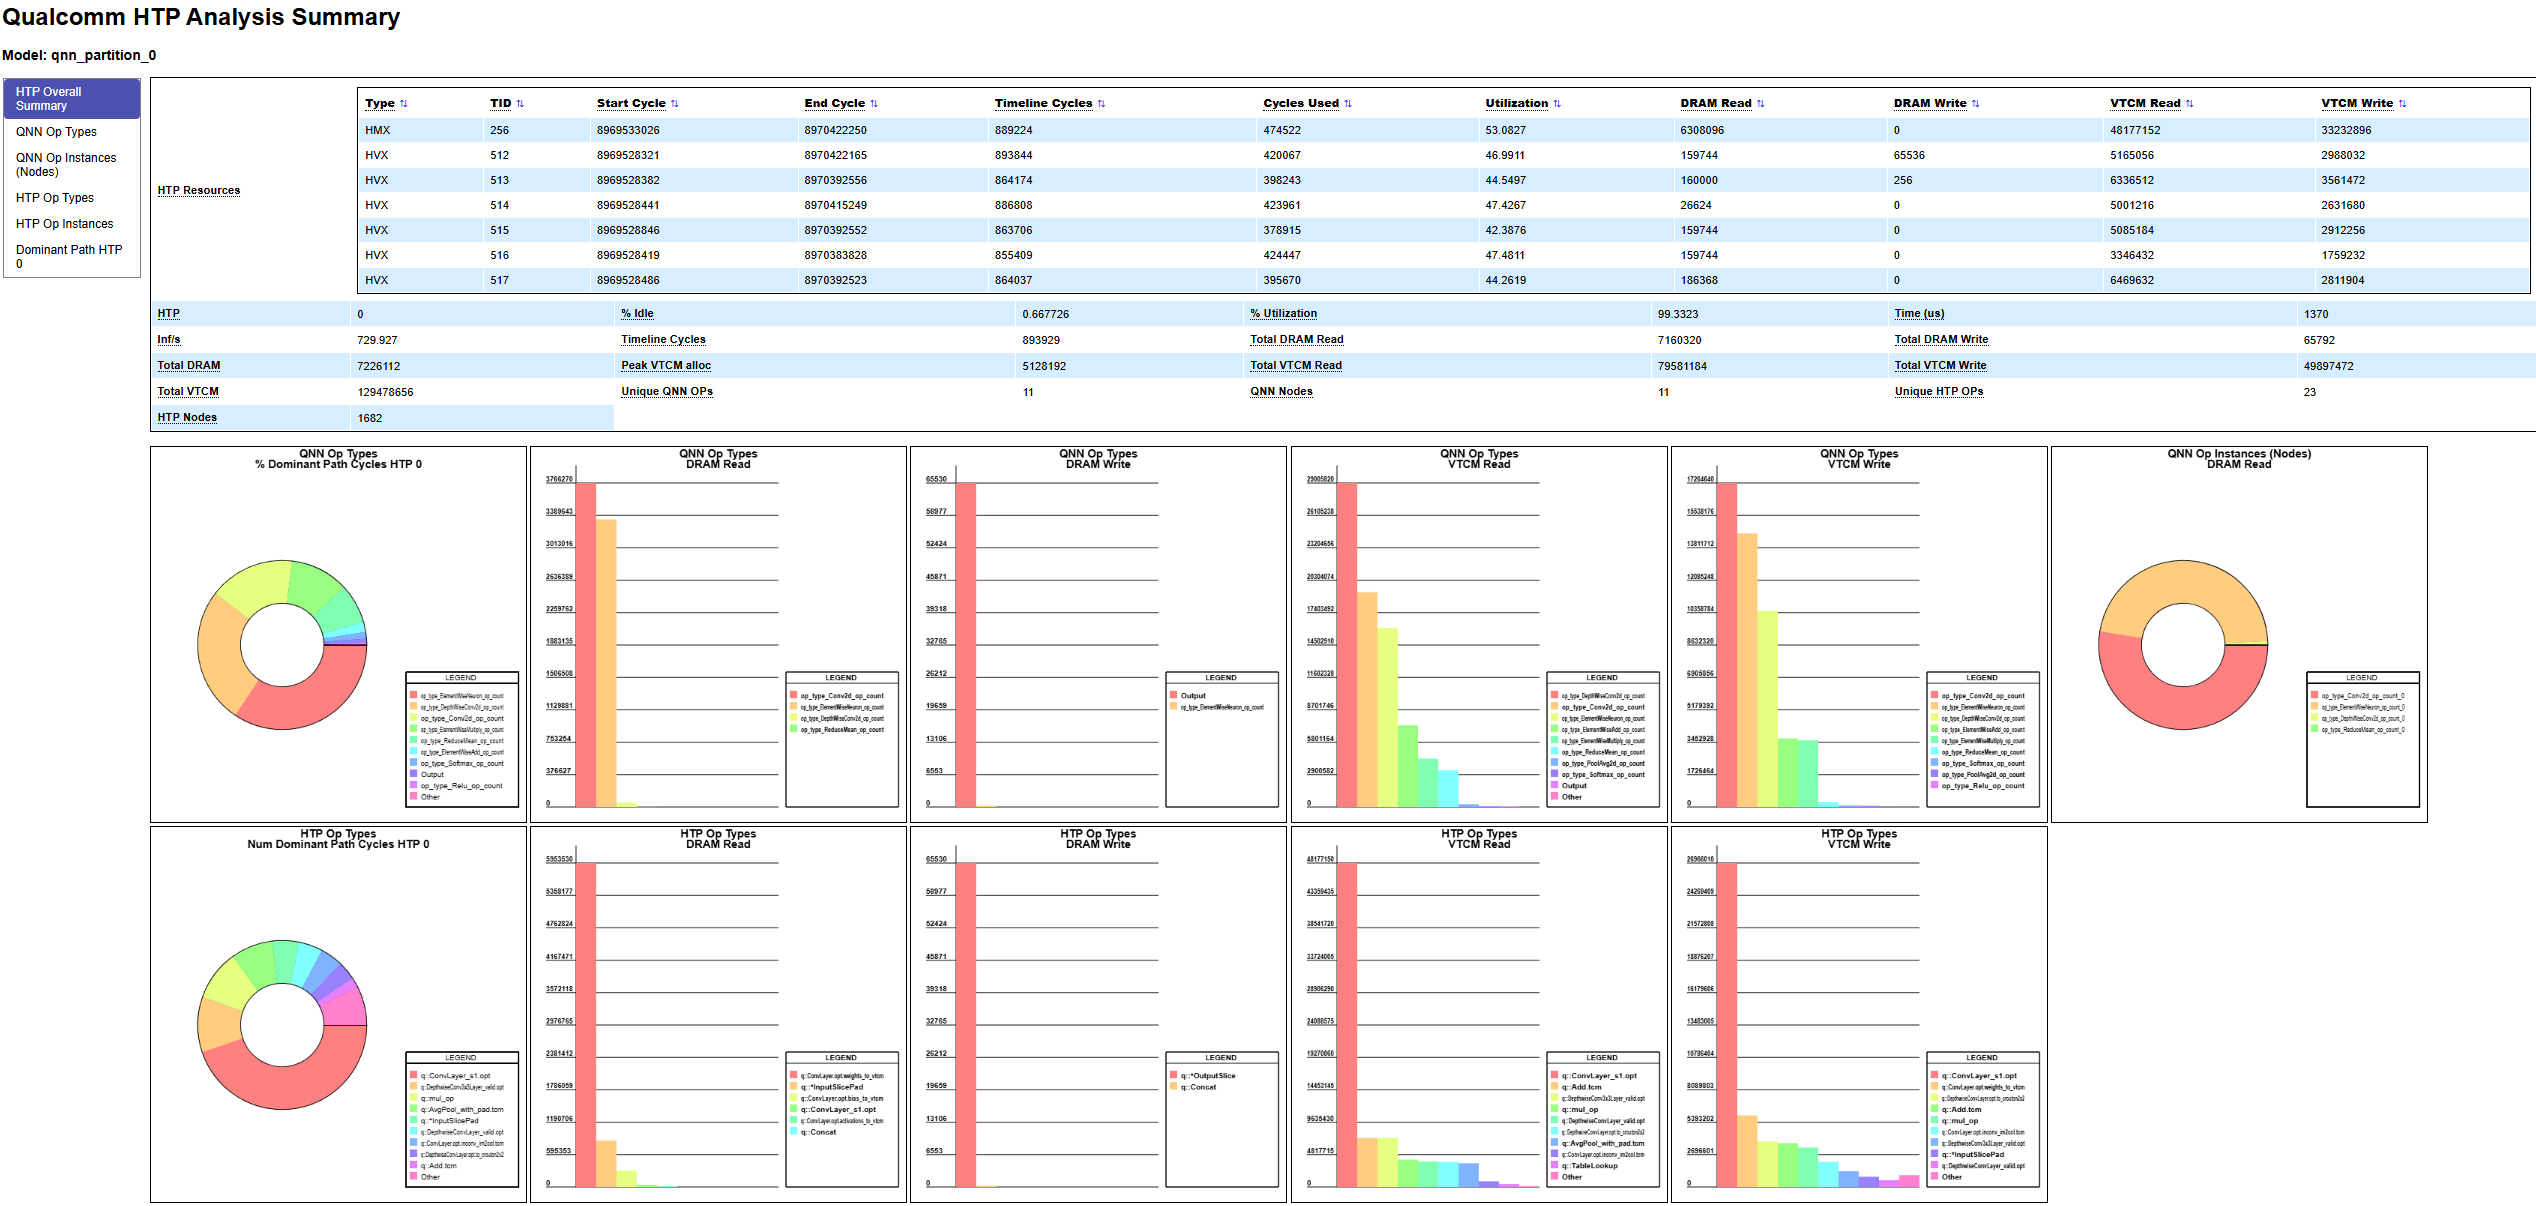 Qualcomm HTP Analysis Summary
Model: qnn_partition_0
HTP Overall
Summary
QNN Op Types
QNN Op Instances
(Nodes)
HTP Op Types
HTP Op Instances
Dominant Path HTP
0
HTP Resources
Type TID Start Cycle End Cycle Timeline Cycles Cycles Used Utilization DRAM Read DRAM Write VTCM Read VTCM Write
HMX 256 8969533026 8970422250 889224 474522 53.0827 6308096 0 48177152 33232896
HVX 512 8969528321 8970422165 893844 420067 46.9911 159744 65536 5165056 2988032
HVX 513 8969528382 8970392556 864174 398243 44.5497 160000 256 6336512 3561472
HVX 514 8969528441 8970415249 886808 423961 47.4267 26624 0 5001216 2631680
HVX 515 8969528846 8970392552 863706 378915 42.3876 159744 0 5085184 2912256
HVX 516 8969528419 8970383828 855409 424447 47.4811 159744 0 3346432 1759232
HVX 517 8969528486 8970392523 864037 395670 44.2619 186368 0 6469632 2811904
HTP 0 % Idle 0.667726 % Utilization 99.3323 Time (us) 1370
Inf/s 729.927 Timeline Cycles 893929 Total DRAM Read 7160320 Total DRAM Write 65792
Total DRAM 7226112 Peak VTCM alloc 5128192 Total VTCM Read 79581184 Total VTCM Write 49897472
Total VTCM 129478656 Unique QNN OPs 11 QNN Nodes 11 Unique HTP OPs 23
HTP Nodes 1682
QNN Op Types
% Dominant Path Cycles HTP 0
LEGEND
op_type_ElementWiseNeuron_op_count
op_type_DepthWiseConv2d_op_count
op_type_Conv2d_op_count
op_type_ElementWiseMultiply_op_count
op_type_ReduceMean_op_count
op_type_ElementWiseAdd_op_count
op_type_Softmax_op_count
Output
op_type_Relu_op_count
Other
QNN Op Types
DRAM Read
3766270
3389643
3013016
2636389
2259762
1883135
1506508
1129881
753254
376627
0
LEGEND
op_type_Conv2d_op_count
op_type_ElementWiseNeuron_op_count
op_type_DepthWiseConv2d_op_count
op_type_ReduceMean_op_count
QNN Op Types
DRAM Write
65530
58977
52424
45871
39318
32765
26212
19659
13106
6553
0
LEGEND
Output
op_type_ElementWiseNeuron_op_count
QNN Op Types
VTCM Read
29005820
26105238
23204656
20304074
17403492
14502910
11602328
8701746
5801164
2900582
0
LEGEND
op_type_DepthWiseConv2d_op_count
op_type_Conv2d_op_count
op_type_ElementWiseNeuron_op_count
op_type_ElementWiseAdd_op_count
op_type_ElementWiseMultiply_op_count
op_type_ReduceMean_op_count
op_type_PoolAvg2d_op_count
op_type_Softmax_op_count
Output
Other
QNN Op Types
VTCM Write
17264640
15538176
13811712
12085248
10358784
8632320
6905856
5179392
3452928
1726464
0
LEGEND
op_type_Conv2d_op_count
op_type_ElementWiseNeuron_op_count
op_type_DepthWiseConv2d_op_count
op_type_ElementWiseAdd_op_count
op_type_ElementWiseMultiply_op_count
op_type_ReduceMean_op_count
op_type_Softmax_op_count
op_type_PoolAvg2d_op_count
op_type_Relu_op_count
QNN Op Instances (Nodes)
DRAM Read
LEGEND
op_type_Conv2d_op_count_0
op_type_ElementWiseNeuron_op_count_0
op_type_DepthWiseConv2d_op_count_0
op_type_ReduceMean_op_count_0
HTP Op Types
Num Dominant Path Cycles HTP 0
LEGEND
q::ConvLayer_s1.opt
q::DepthwiseConv3x3Layer_valid.opt
q::mul_op
q::AvgPool_with_pad.tcm
q::*InputSlicePad
q::DepthwiseConvLayer_valid.opt
q::ConvLayer.opt.inconv_im2col.tcm
q::DepthwiseConvLayer.opt.to_crouton2x2
q::Add.tcm
Other
HTP Op Types
DRAM Read
5953530
5358177
4762824
4167471
3572118
2976765
2381412
1786059
1190706
595353
0
LEGEND
q::ConvLayer.opt.weights_to_vtcm
q::*InputSlicePad
q::ConvLayer.opt.bias_to_vtcm
q::ConvLayer_s1.opt
q::ConvLayer.opt.activations_to_vtcm
q::Concat
HTP Op Types
DRAM Write
65530
58977
52424
45871
39318
32765
26212
19659
13106
6553
0
LEGEND
q::*OutputSlice
q::Concat
HTP Op Types
VTCM Read
48177150
43359435
38541720
33724005
28906290
24088575
19270860
14453145
9635430
4817715
0
LEGEND
q::ConvLayer_s1.opt
q::Add.tcm
q::DepthwiseConv3x3Layer_valid.opt
q::mul_op
q::DepthwiseConvLayer_valid.opt
q::DepthwiseConvLayer.opt.to_crouton2x2
q::AvgPool_with_pad.tcm
q::ConvLayer.opt.inconv_im2col.tcm
q::TableLookup
Other
HTP Op Types
VTCM Write
26966010
24269409
21572808
18876207
16179606
13483005
10786404
8089803
5393202
2696601
0
LEGEND
q::ConvLayer_s1.opt
q::ConvLayer.opt.weights_to_vtcm
q::DepthwiseConvLayer.opt.to_crouton2x2
q::Add.tcm
q::mul_op
q::ConvLayer.opt.inconv_im2col.tcm
q::DepthwiseConv3x3Layer_valid.opt
q::*InputSlicePad
q::DepthwiseConvLayer_valid.opt
Other